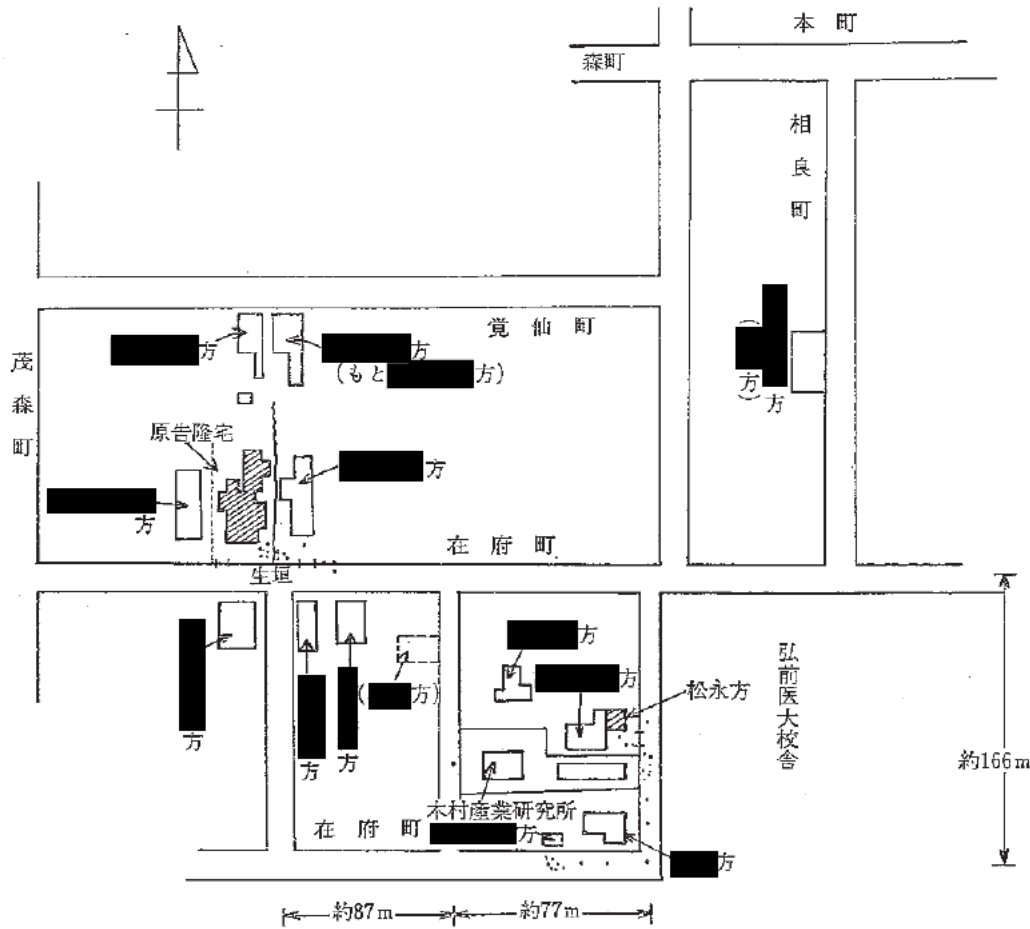 本町
森町
相良町
覚仙町
方
方
(もと 方)
茂森町
(方)
方
原告隆宅
方
方
在府町
生垣
方
方
弘前医大校舎
松永方
(方)
方
方
方
約166m
木村産業研究所
在府町
方
方
約87m
約77m